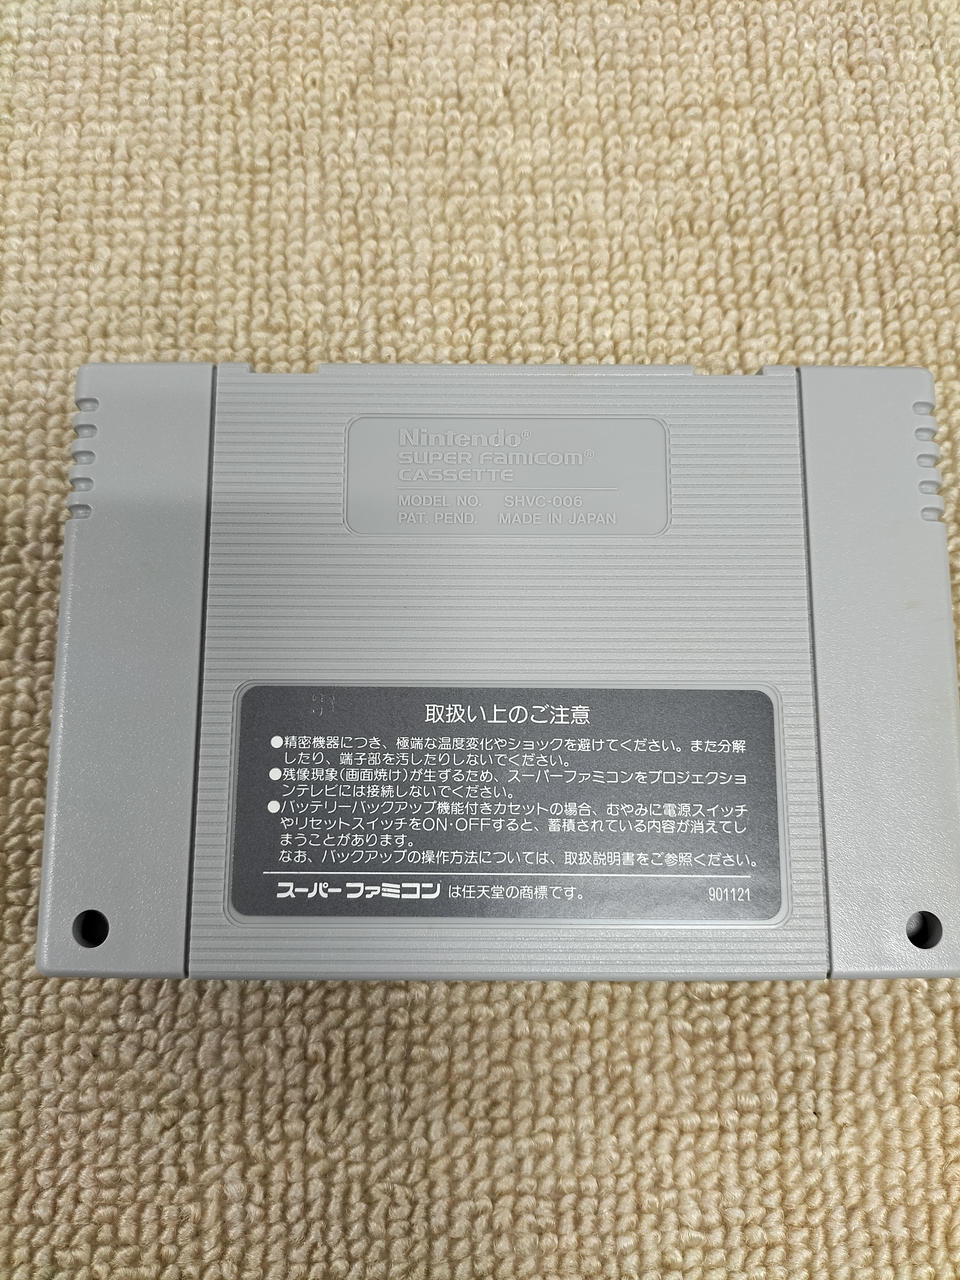 Nintendo®
SUPER FAMICOM®
CASSETTE
MODEL NO. SHVC-006
PAT. PEND. MADE IN JAPAN
取扱い上のご注意
●精密機器につき、極端な温度変化やショックを避けてください。また分解
したり、端子部を汚したりしないでください。
●残像現象(画面焼け)が生ずるため、スーパーファミコンをプロジェクショ
ンテレビには接続しないでください。
●バッテリーバックアップ機能付きカセットの場合、むやみに電源スイッチ
やリセットスイッチをON・OFFすると、蓄積されている内容が消えてし
まうことがあります。
なお、バックアップの操作方法については、取扱説明書をご参照ください。
スーパーファミコン は任天堂の商標です。 901121